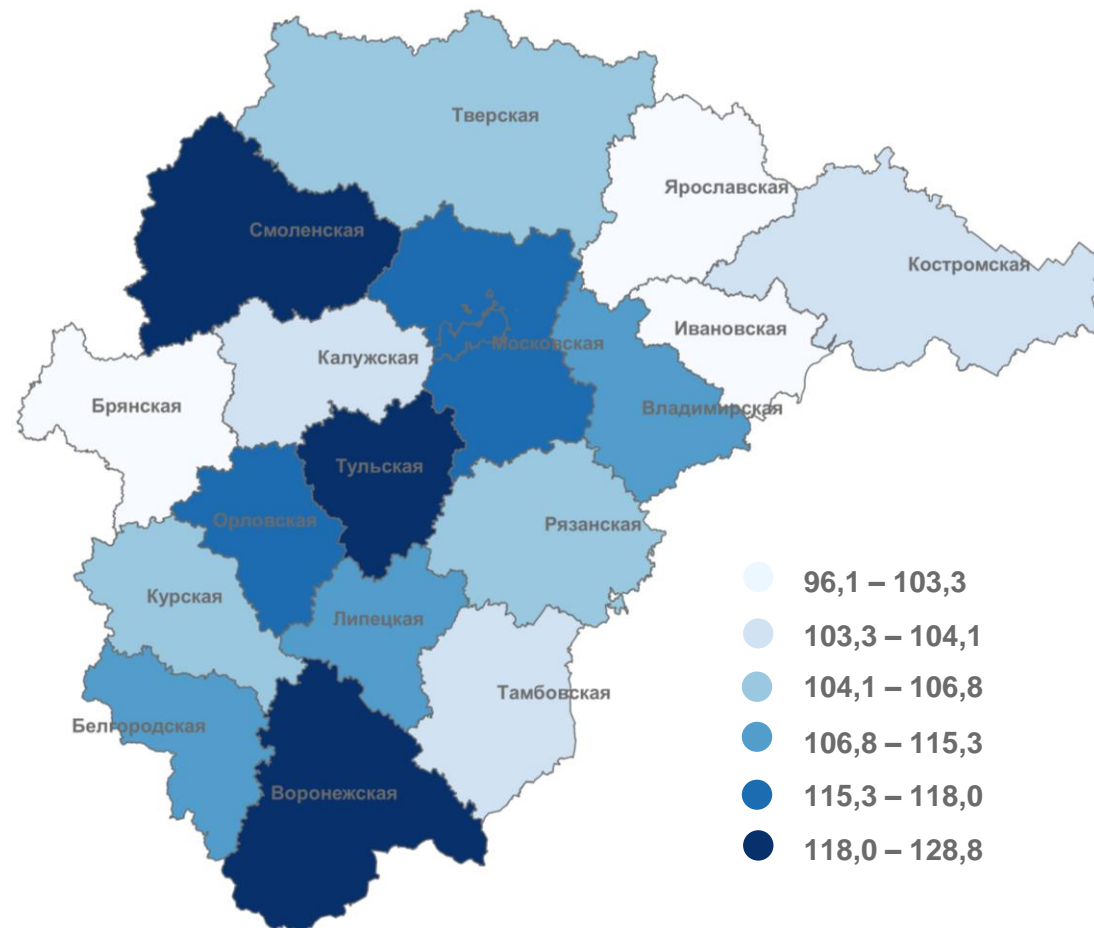 Тверская
Ярославская
Смоленская
Костромская
Ивановская
Московская
Калужская
Брянская
Владимирская
Тульская
Орловская
Рязанская
Курская
Липецкая
Тамбовская
Белгородская
Воронежская
96,1 – 103,3
103,3 – 104,1
104,1 – 106,8
106,8 – 115,3
115,3 – 118,0
118,0 – 128,8